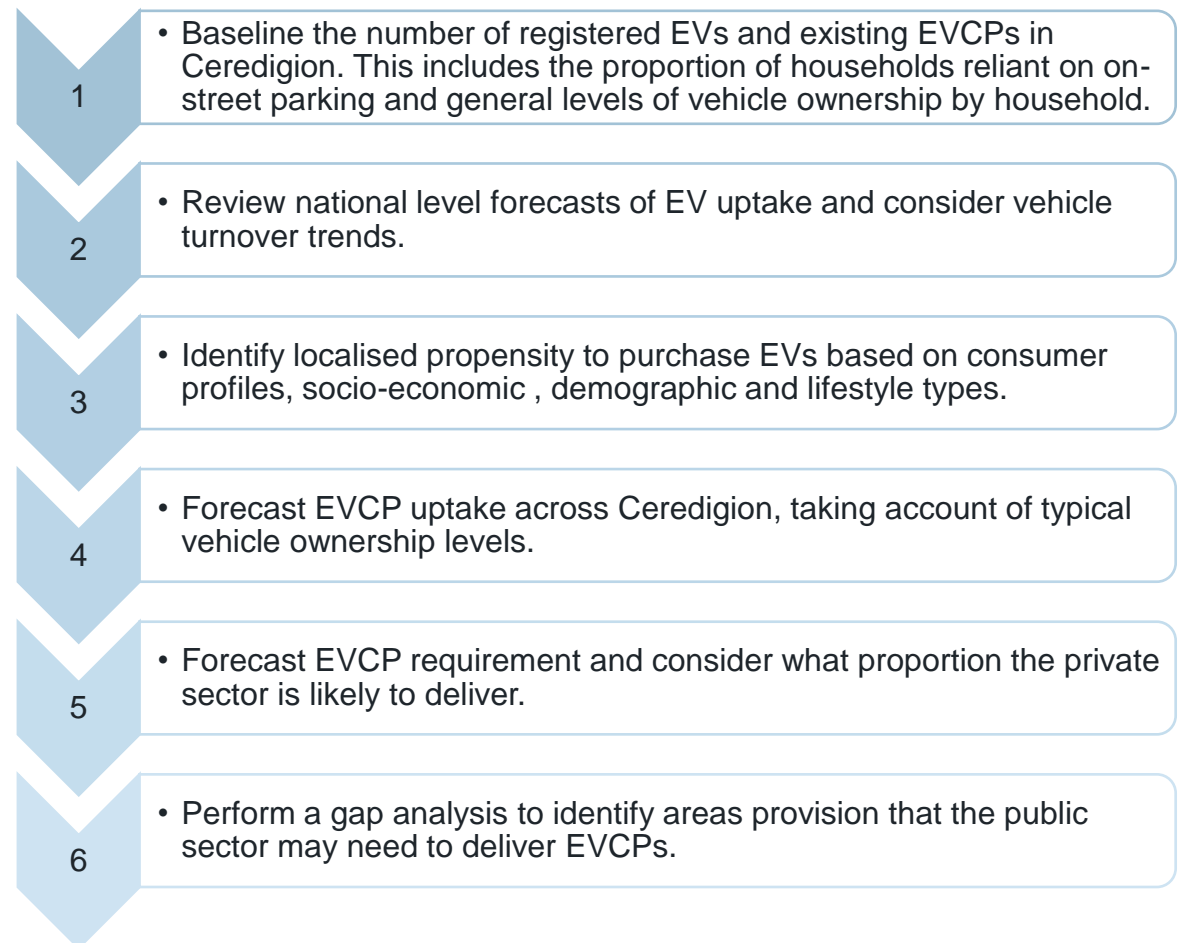 1
• Baseline the number of registered EVs and existing EVCPs in
Ceredigion. This includes the proportion of households reliant on on-
street parking and general levels of vehicle ownership by household.
2
• Review national level forecasts of EV uptake and consider vehicle
turnover trends.
3
• Identify localised propensity to purchase EVs based on consumer
profiles, socio-economic , demographic and lifestyle types.
4
• Forecast EVCP uptake across Ceredigion, taking account of typical
vehicle ownership levels.
5
• Forecast EVCP requirement and consider what proportion the private
sector is likely to deliver.
6
• Perform a gap analysis to identify areas provision that the public
sector may need to deliver EVCPs.